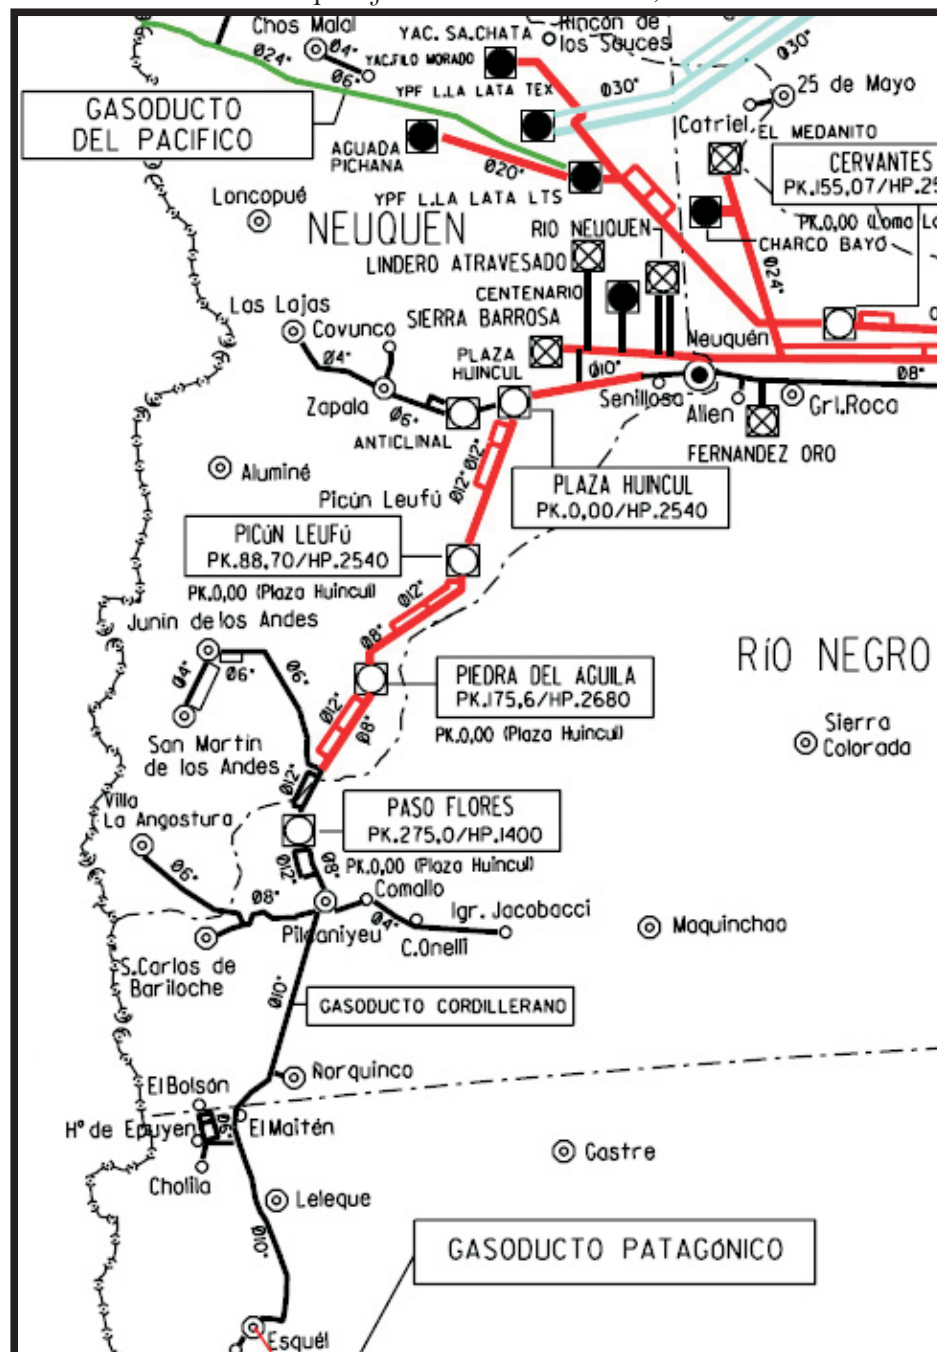 Chos Malal
Ø4"
Ø6"
Ø24"
YAC. SA.CHATA
YAC.FILO MORADO
YPF L.LA LATA TEX
Rincón de
los Sauces
Ø30"
Ø30"
25 de Mayo
Catriel
EL MEDANITO
GASODUCTO
DEL PACIFICO
AGUADA
PICHANA
Ø20"
YPF L.LA LATA LTS
CERVANTES
PK.155,07/HP.25
PK.0,00 (Loma La
CHARCO BAYO
Ø24"
Loncopué
NEUQUEN
RIO NEUQUEN
LINDERO ATRAVESADO
CENTENARIO
SIERRA BARROSA
Las Lajas
Covunco
Ø4"
PLAZA
HUINCUL
Neuquén
Ø10"
Ø8"
Zapala
Ø6"
ANTICLINAL
Senillosa
Allen
Grl.Roca
FERNANDEZ ORO
Aluminé
Ø12"
Ø12"
Picún Leufú
PLAZA HUINCUL
PK.0,00/HP.2540
PICÚN LEUFÚ
PK.88,70/HP.2540
PK.0,00 (Plaza Huincul)
Ø12"
Ø8"
Junin de los Andes
Ø4"
Ø6"
Ø6"
RÍO NEGRO
PIEDRA DEL ÁGUILA
PK.175,6/HP.2680
PK.0,00 (Plaza Huincul)
Ø12"
Ø8"
Sierra
Colorada
San Martin
de los Andes
Ø12"
Villa
La Angostura
PASO FLORES
PK.275,0/HP.1400
PK.0,00 (Plaza Huincul)
Ø12"
Ø8"
Ø6"
Ø8"
Comallo
Ø4"
Igr. Jacobacci
C.Onelli
Pilcaniyeu
Maquinchao
S.Carlos de
Bariloche
Ø10"
GASODUCTO CORDILLERANO
Ñorquinco
El Bolsón
Hº de Epuyen
Ø6"
El Maitén
Cholila
Gastre
Leleque
Ø10"
GASODUCTO PATAGÓNICO
Esquél